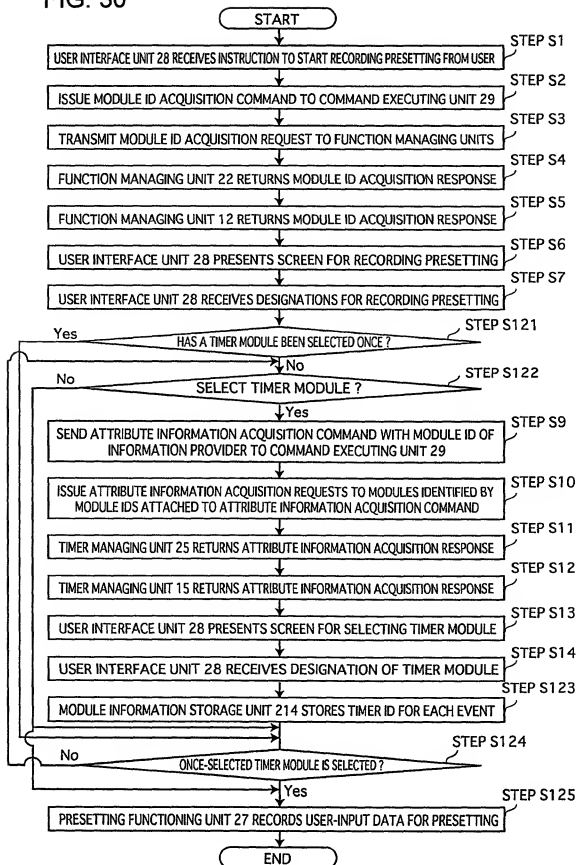 FIG. 30
START
STEP S1
USER INTERFACE UNIT 28 RECEIVES INSTRUCTION TO START RECORDING PRESETTING FROM USER
STEP S2
ISSUE MODULE ID ACQUISITION COMMAND TO COMMAND EXECUTING UNIT 29
STEP S3
TRANSMIT MODULE ID ACQUISITION REQUEST TO FUNCTION MANAGING UNITS
STEP S4
FUNCTION MANAGING UNIT 22 RETURNS MODULE ID ACQUISITION RESPONSE
STEP S5
FUNCTION MANAGING UNIT 12 RETURNS MODULE ID ACQUISITION RESPONSE
STEP S6
USER INTERFACE UNIT 28 PRESENTS SCREEN FOR RECORDING PRESETTING
STEP S7
USER INTERFACE UNIT 28 RECEIVES DESIGNATIONS FOR RECORDING PRESETTING
STEP S121
Yes
HAS A TIMER MODULE BEEN SELECTED ONCE ?
No
STEP S122
No
SELECT TIMER MODULE ?
Yes
STEP S9
SEND ATTRIBUTE INFORMATION ACQUISITION COMMAND WITH MODULE ID OF
INFORMATION PROVIDER TO COMMAND EXECUTING UNIT 29
STEP S10
ISSUE ATTRIBUTE INFORMATION ACQUISITION REQUESTS TO MODULES IDENTIFIED BY
MODULE IDS ATTACHED TO ATTRIBUTE INFORMATION ACQUISITION COMMAND
STEP S11
TIMER MANAGING UNIT 25 RETURNS ATTRIBUTE INFORMATION ACQUISITION RESPONSE
STEP S12
TIMER MANAGING UNIT 15 RETURNS ATTRIBUTE INFORMATION ACQUISITION RESPONSE
STEP S13
USER INTERFACE UNIT 28 PRESENTS SCREEN FOR SELECTING TIMER MODULE
STEP S14
USER INTERFACE UNIT 28 RECEIVES DESIGNATION OF TIMER MODULE
STEP S123
MODULE INFORMATION STORAGE UNIT 214 STORES TIMER ID FOR EACH EVENT
STEP S124
No
ONCE-SELECTED TIMER MODULE IS SELECTED ?
Yes
STEP S125
PRESETTING FUNCTIONING UNIT 27 RECORDS USER-INPUT DATA FOR PRESETTING
END